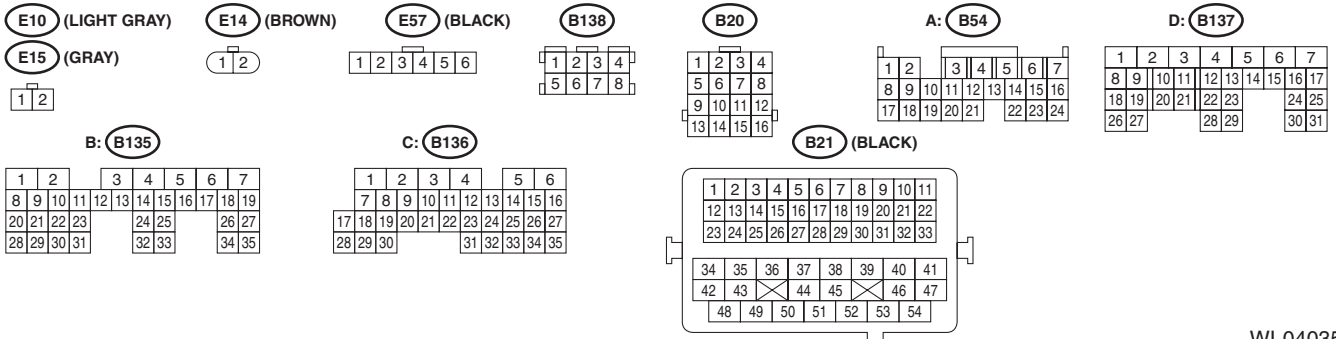 E10 (LIGHT GRAY)
E15 (GRAY)
1 2
E14 (BROWN)
1 2
E57 (BLACK)
1 2 3 4 5 6
B138
1 2 3 4
5 6 7 8
B20
1 2 3 4
5 6 7 8
9 10 11 12
13 14 15 16
A: B54
1 2 3 4 5 6 7
8 9 10 11 12 13 14 15 16
17 18 19 20 21 22 23 24
D: B137
1 2 3 4 5 6 7
8 9 10 11 12 13 14 15 16 17
18 19 20 21 22 23 24 25
26 27 28 29 30 31
B: B135
1 2 3 4 5 6 7
8 9 10 11 12 13 14 15 16 17 18 19
20 21 22 23 24 25 26 27
28 29 30 31 32 33 34 35
C: B136
1 2 3 4 5 6
7 8 9 10 11 12 13 14 15 16
17 18 19 20 21 22 23 24 25 26 27
28 29 30 31 32 33 34 35
B21 (BLACK)
1 2 3 4 5 6 7 8 9 10 11
12 13 14 15 16 17 18 19 20 21 22
23 24 25 26 27 28 29 30 31 32 33
34 35 36 37 38 39 40 41
42 43 44 45 46 47
48 49 50 51 52 53 54